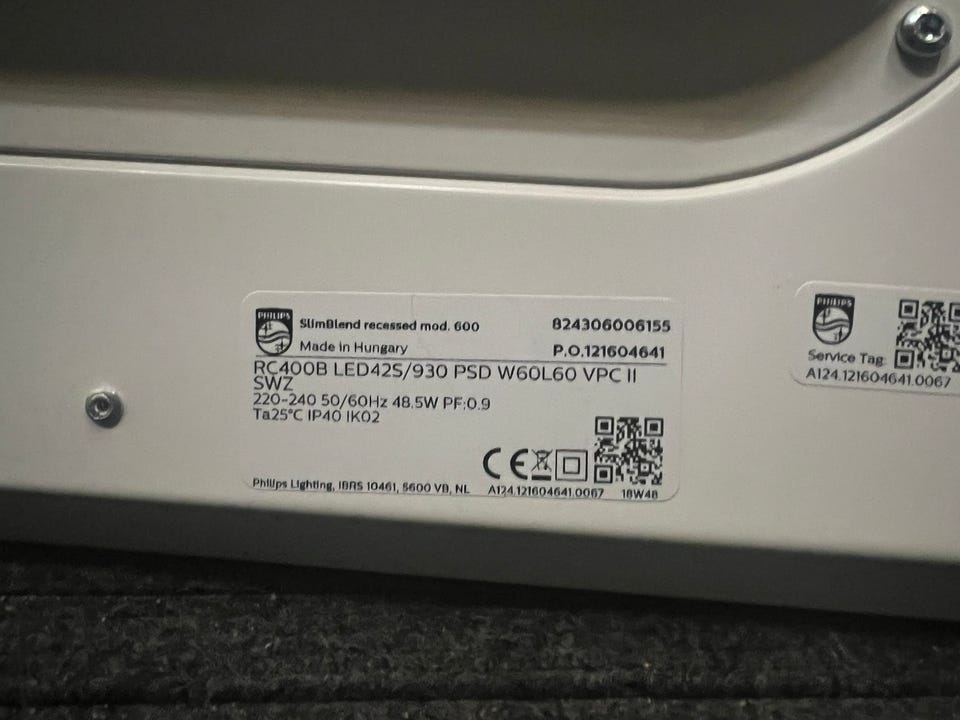 PHILIPS
SlimBlend recessed mod. 600
824306006155
Made in Hungary
P.O.121604641
RC400B LED42S/930 PSD W60L60 VPC II
SWZ
220-240 50/60Hz 48.5W PF:0.9
Ta25°C IP40 IK02
CE
Philips Lighting, IBRS 10461, 5600 VB, NL
A124.121604641.0067
18W48
PHILIPS
Service Tag:
A124.121604641.0067